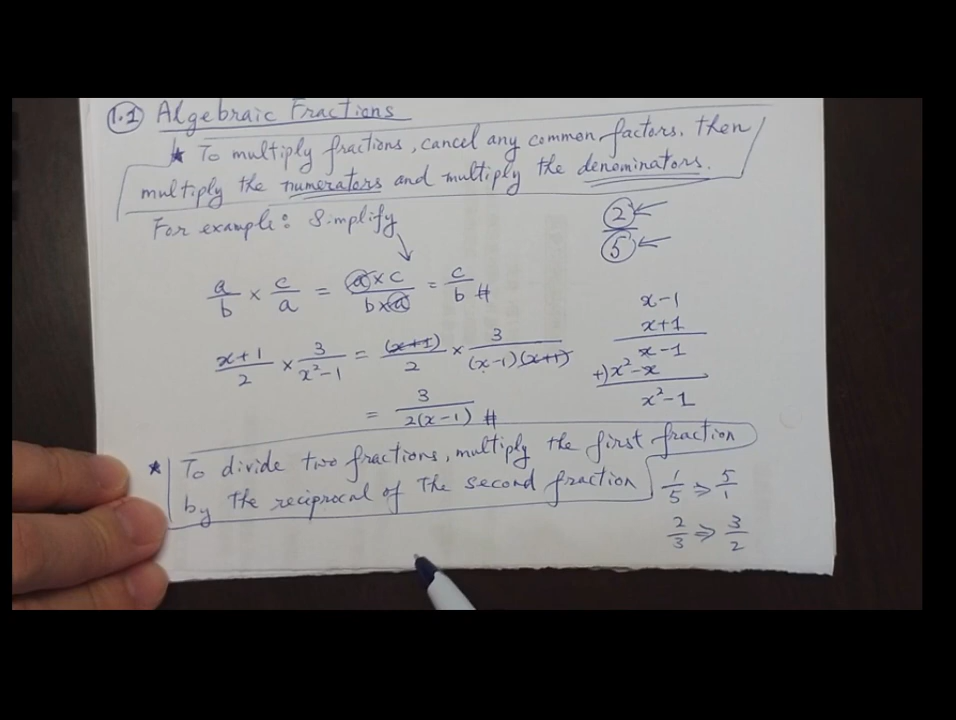 1.1 Algebraic Fractions
★ To multiply fractions, cancel any common factors. Then
multiply the numerators and multiply the denominators.
For example: Simplify
2/5
a/b × c/a = (a×c)/(b×a) = c/b #
(x+1)/2 × 3/(x²-1) = (x+1)/2 × 3/((x-1)(x+1))
= 3/(2(x-1)) #
x-1
x+1
x-1
+) x²-x
x²-1
★ To divide two fractions, multiply the first fraction
by the reciprocal of the second fraction
1/5 ⇒ 5/1
2/3 ⇒ 3/2